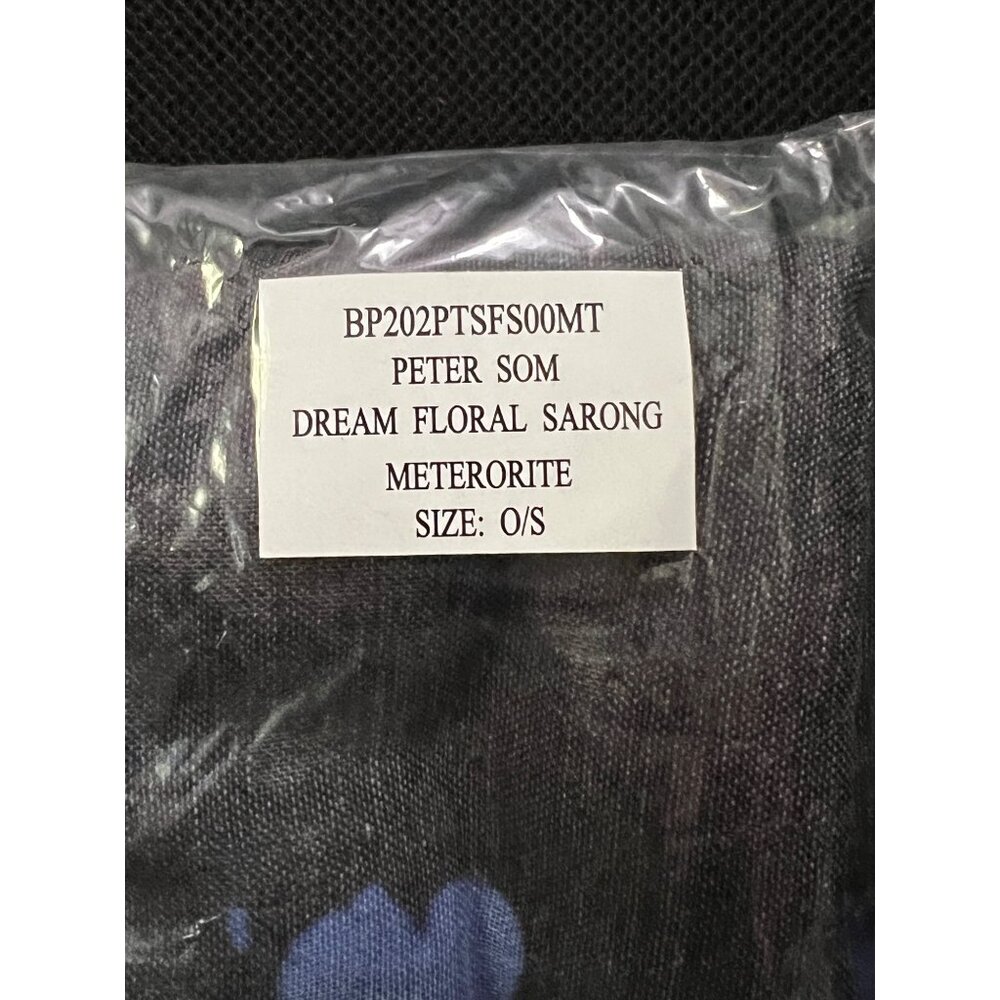 BP202PTSFS00MT
PETER SOM
DREAM FLORAL SARONG
METERORITE
SIZE: O/S